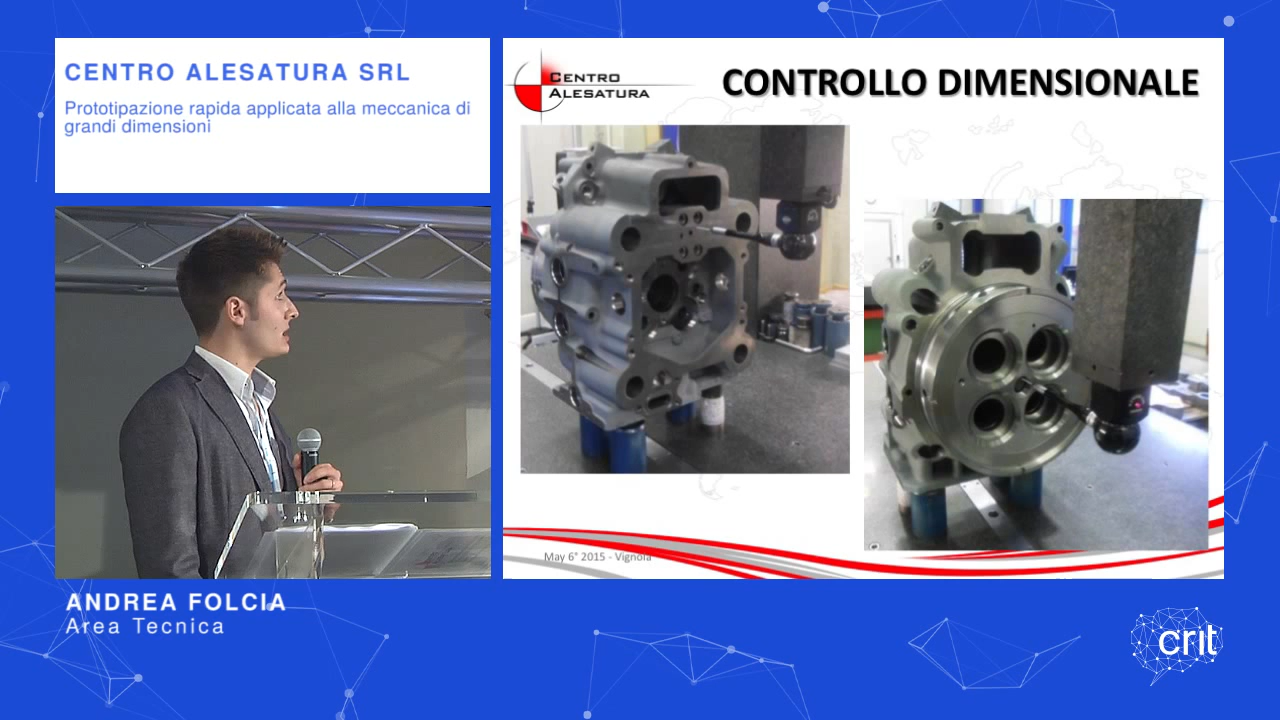 CENTRO ALESATURA SRL
Prototipazione rapida applicata alla meccanica di
grandi dimensioni
CENTRO
ALESATURA
CONTROLLO DIMENSIONALE
May 6° 2015 - Vignola
ANDREA FOLCIA
Area Tecnica
crit